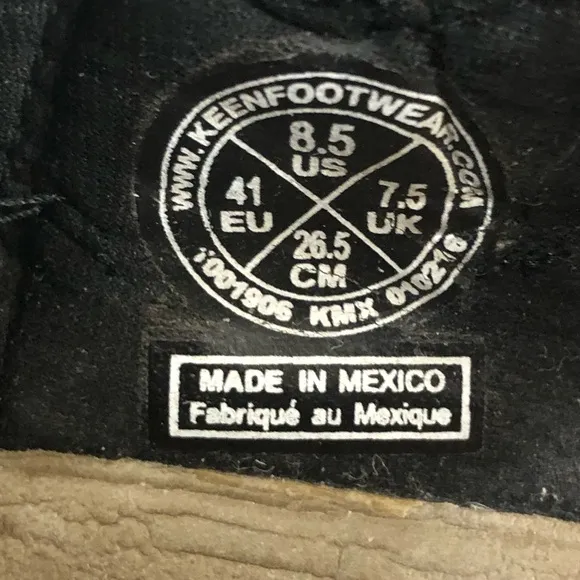 WWW.KEENFOOTWEAR.COM
8.5
US
41
EU
7.5
UK
26.5
CM
1001906 KMX 010216
MADE IN MEXICO
Fabriqué au Mexique